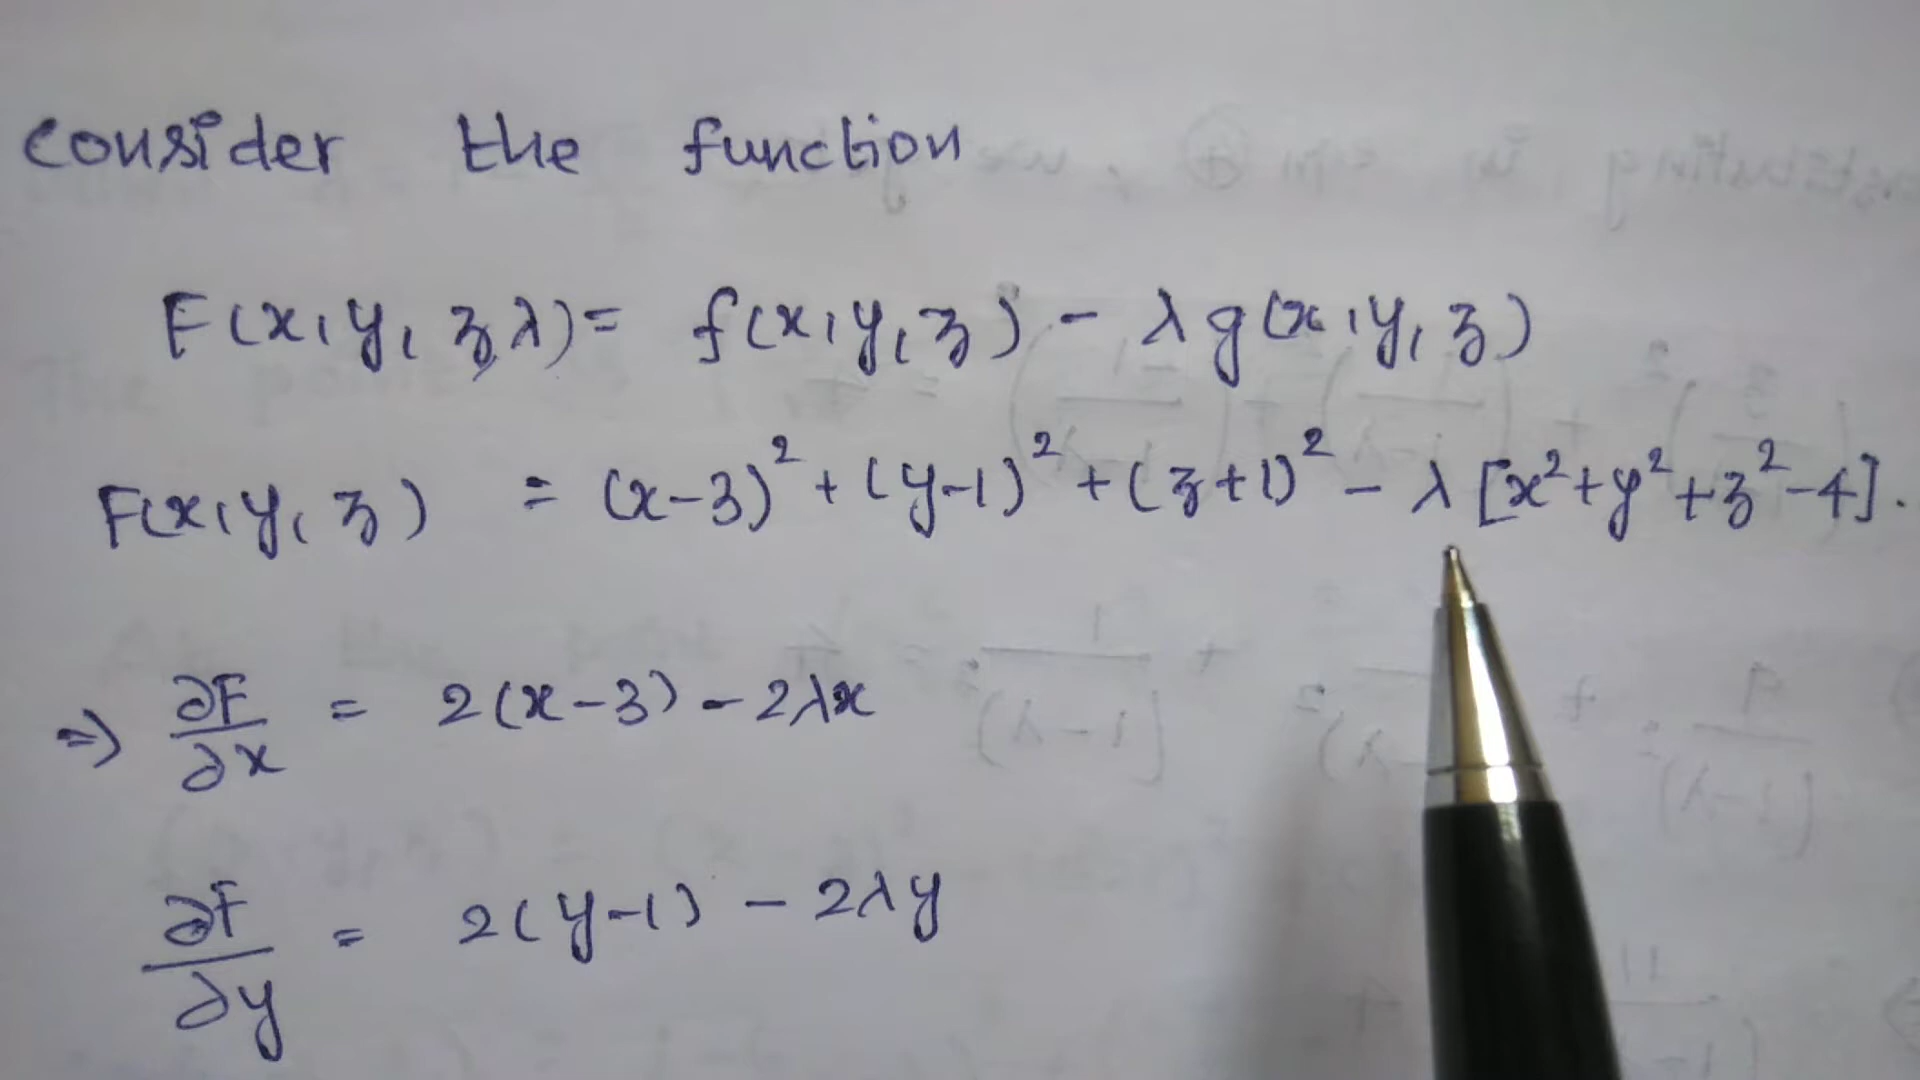 consider the function
F(x, y, z, λ) = f(x, y, z) - λ g(x, y, z)
F(x, y, z) = (x-3)² + (y-1)² + (z+1)² - λ [x²+y²+z²-4].
⇒ ∂F/∂x = 2(x-3) - 2λx
∂F/∂y = 2(y-1) - 2λy